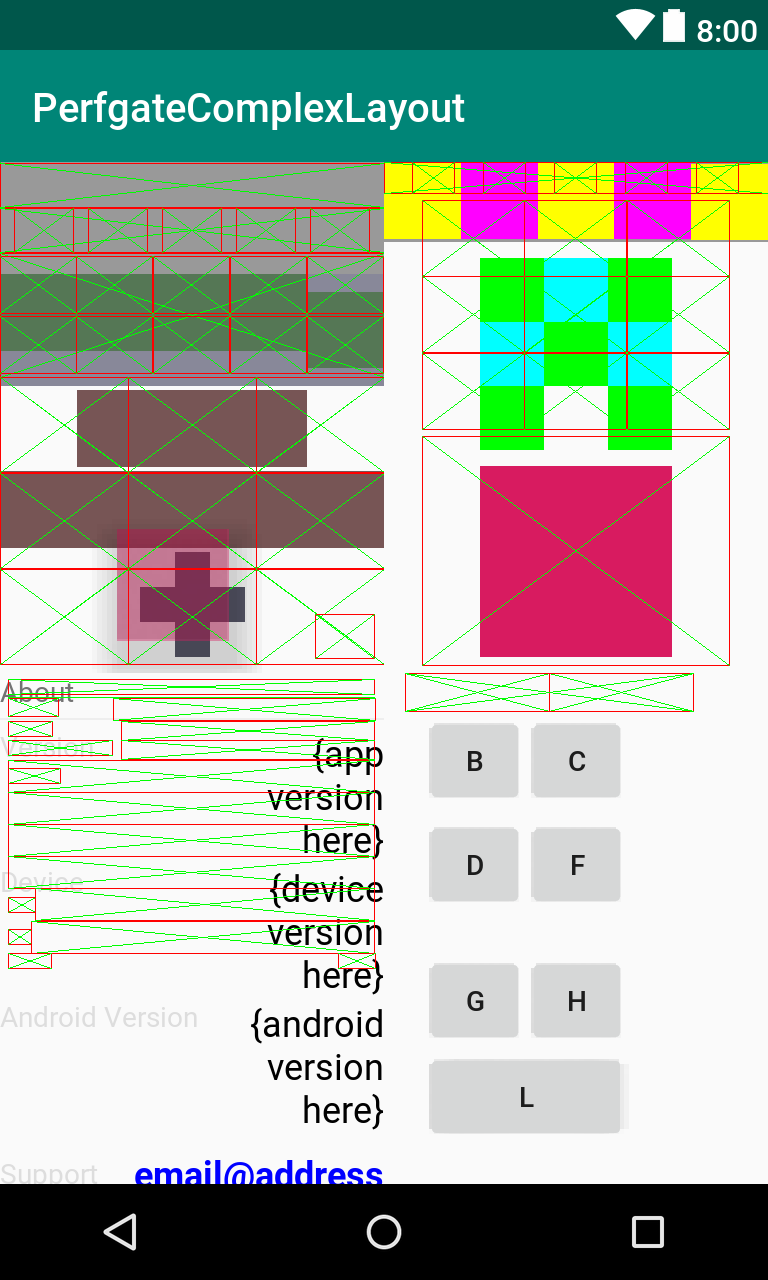 8:00
PerfgateComplexLayout
About
Version
{app
version
here}
Device
{device
version
here}
Android Version
{android
version
here}
Support
email@address
B
C
D
F
G
H
L